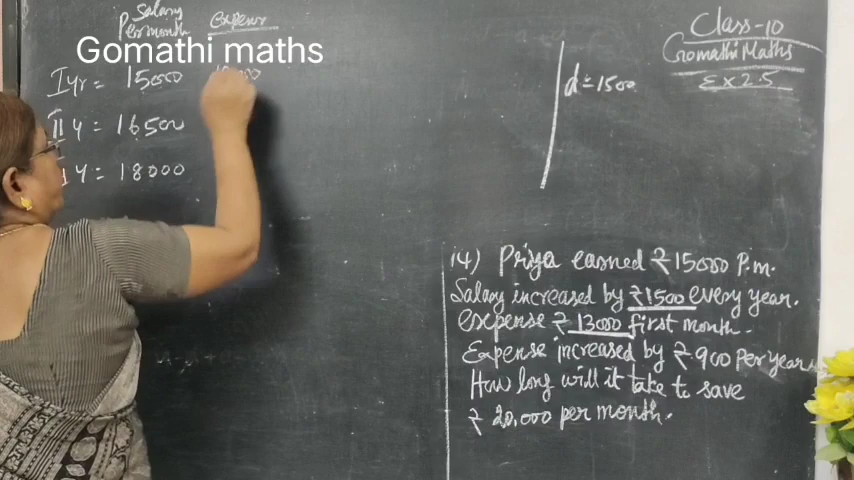 Salary expense
Per month
Gomathi maths
I yr = 15000
II y = 16500
y = 18000
d = 1500
Class-10
Gomathi Maths
Ex 2.5
14) Priya earned ₹15000 P.m.
Salary increased by ₹1500 every year.
expense ₹ 13000 first month.
Expense increased by ₹900 per year.
How long will it take to save
₹ 20,000 per month.